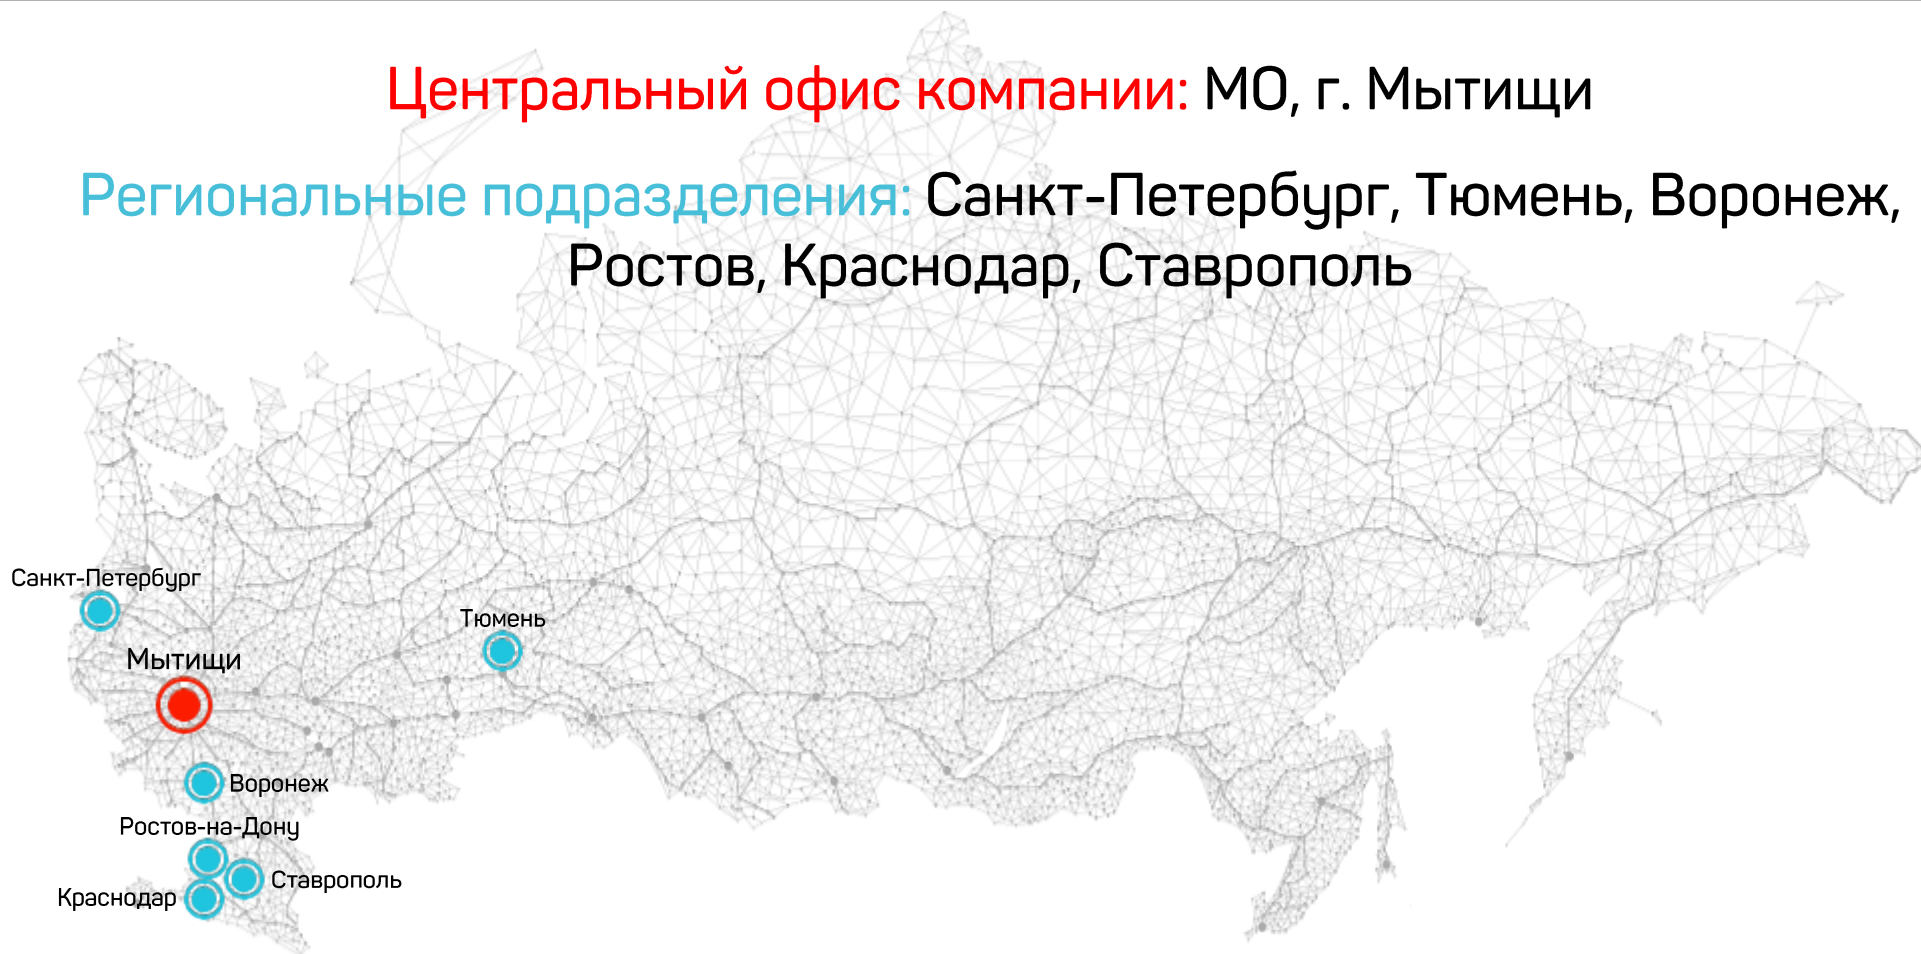 Центральный офис компании: МО, г. Мытищи
Региональные подразделения: Санкт-Петербург, Тюмень, Воронеж,
Ростов, Краснодар, Ставрополь
Санкт-Петербург
Тюмень
Мытищи
Воронеж
Ростов-на-Дону
Ставрополь
Краснодар